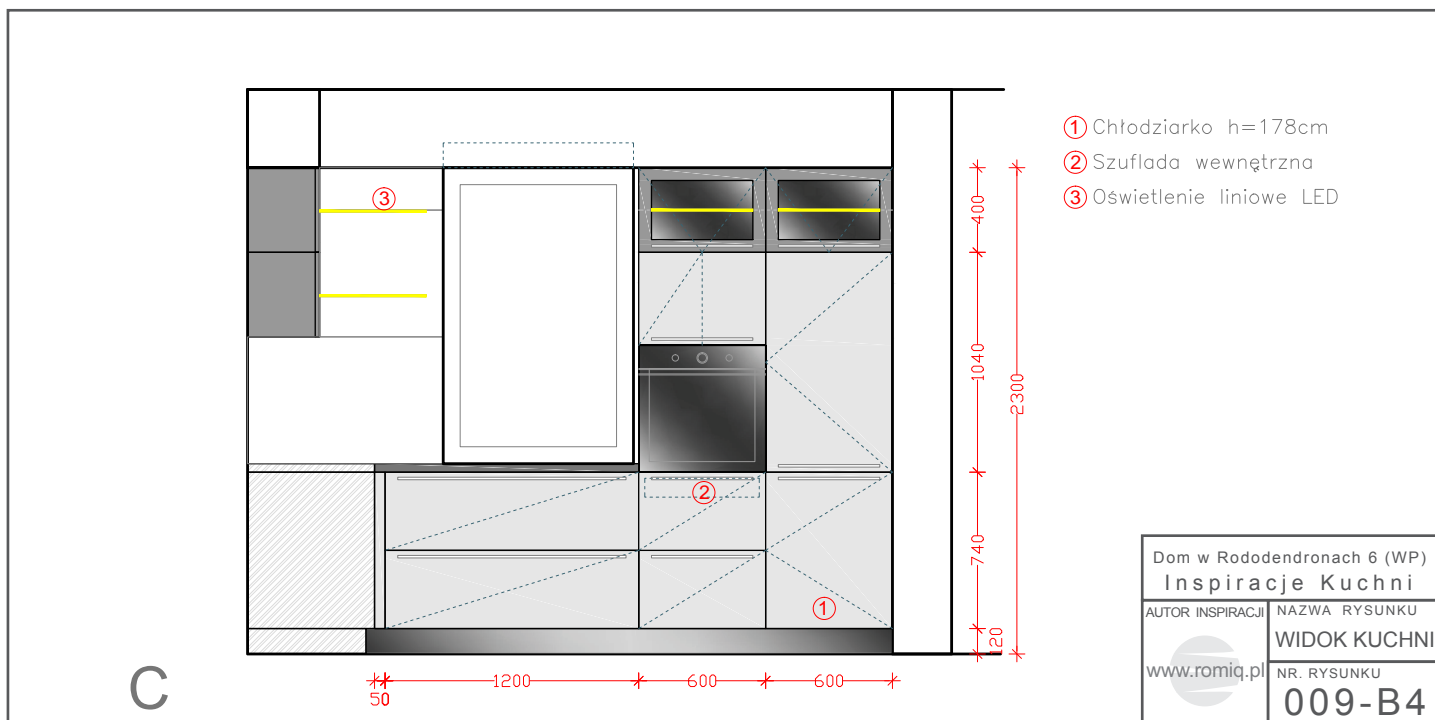 ① Chłodziarko h=178cm
② Szuflada wewnętrzna
③ Oświetlenie liniowe LED
③
400
1040
2300
②
740
①
120
50
1200
600
600
C
Dom w Rododendronach 6 (WP)
Inspiracje Kuchni
AUTOR INSPIRACJI
www.romiq.pl
NAZWA RYSUNKU
WIDOK KUCHNI
NR. RYSUNKU
009-B4